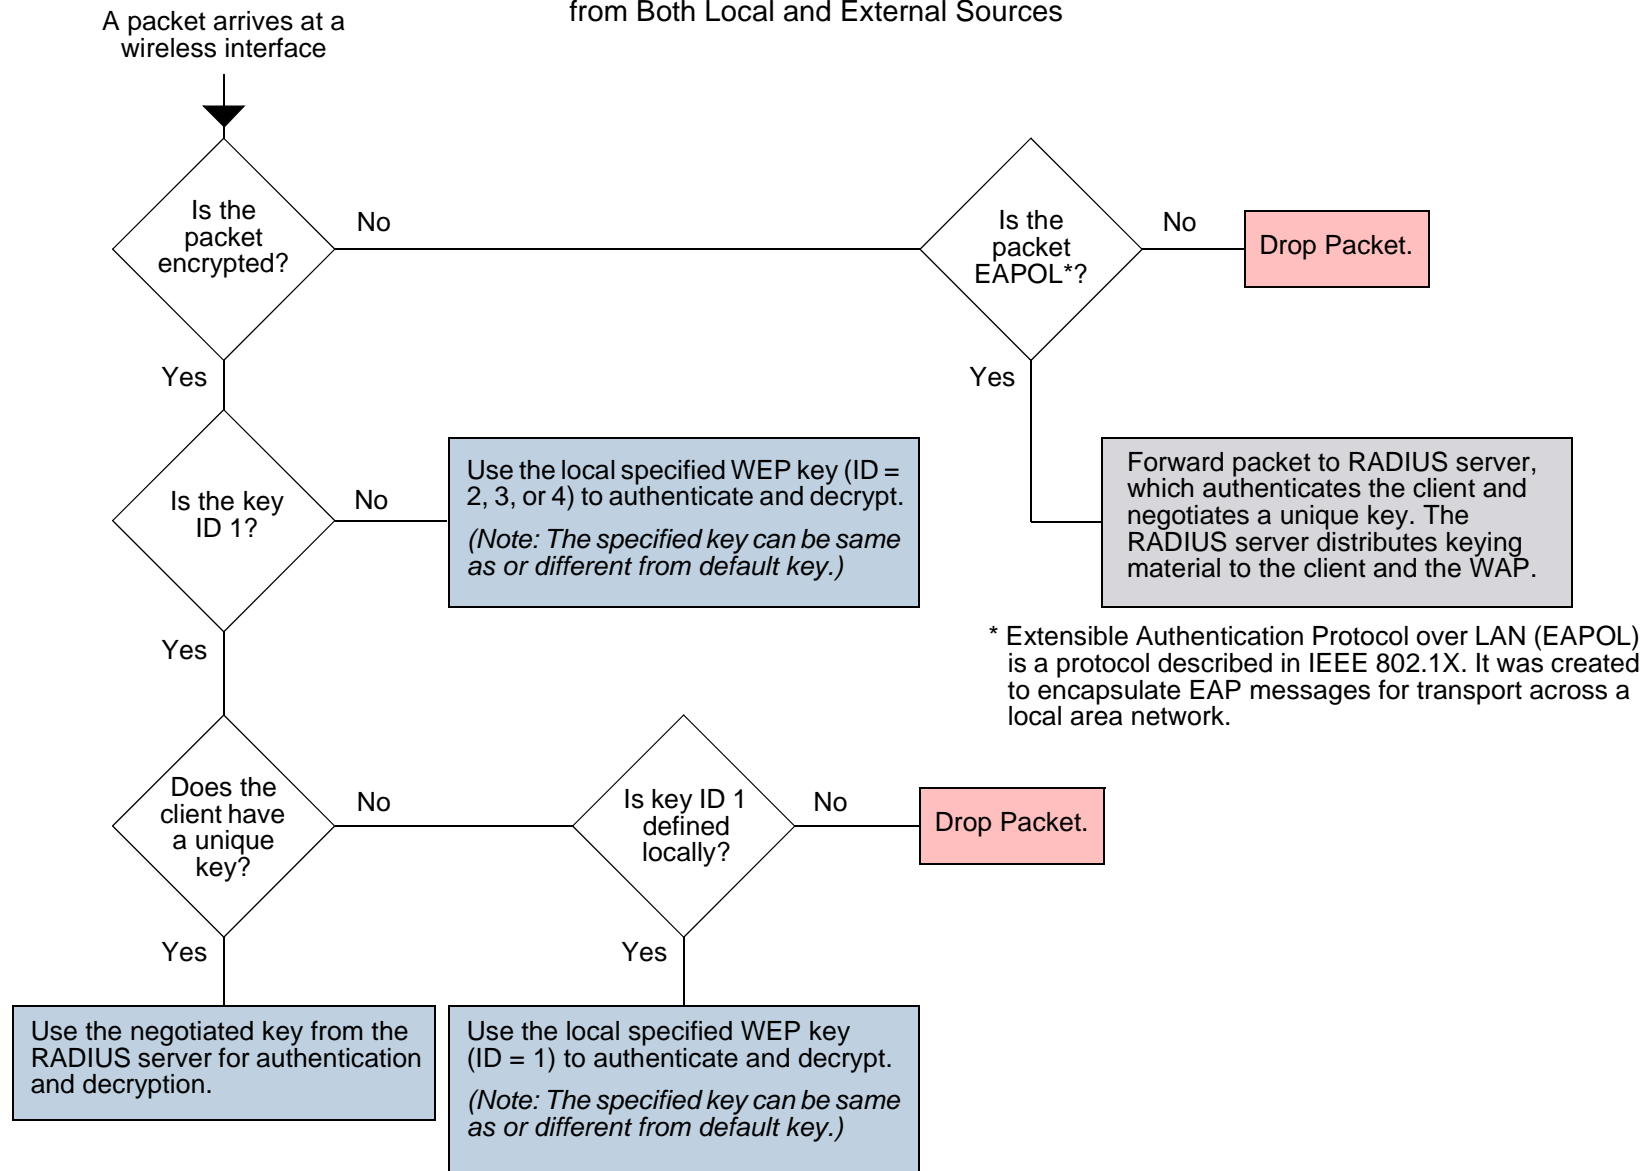 from Both Local and External Sources
A packet arrives at a
wireless interface
Is the
packet
encrypted?
No
Is the
packet
EAPOL*?
No
Drop Packet.
Yes
Yes
Is the key
ID 1?
No
Use the local specified WEP key (ID =
2, 3, or 4) to authenticate and decrypt.
(Note: The specified key can be same
as or different from default key.)
Forward packet to RADIUS server,
which authenticates the client and
negotiates a unique key. The
RADIUS server distributes keying
material to the client and the WAP.
* Extensible Authentication Protocol over LAN (EAPOL)
is a protocol described in IEEE 802.1X. It was created
to encapsulate EAP messages for transport across a
local area network.
Yes
Does the
client have
a unique
key?
No
Is key ID 1
defined
locally?
No
Drop Packet.
Yes
Yes
Use the negotiated key from the
RADIUS server for authentication
and decryption.
Use the local specified WEP key
(ID = 1) to authenticate and decrypt.
(Note: The specified key can be same
as or different from default key.)